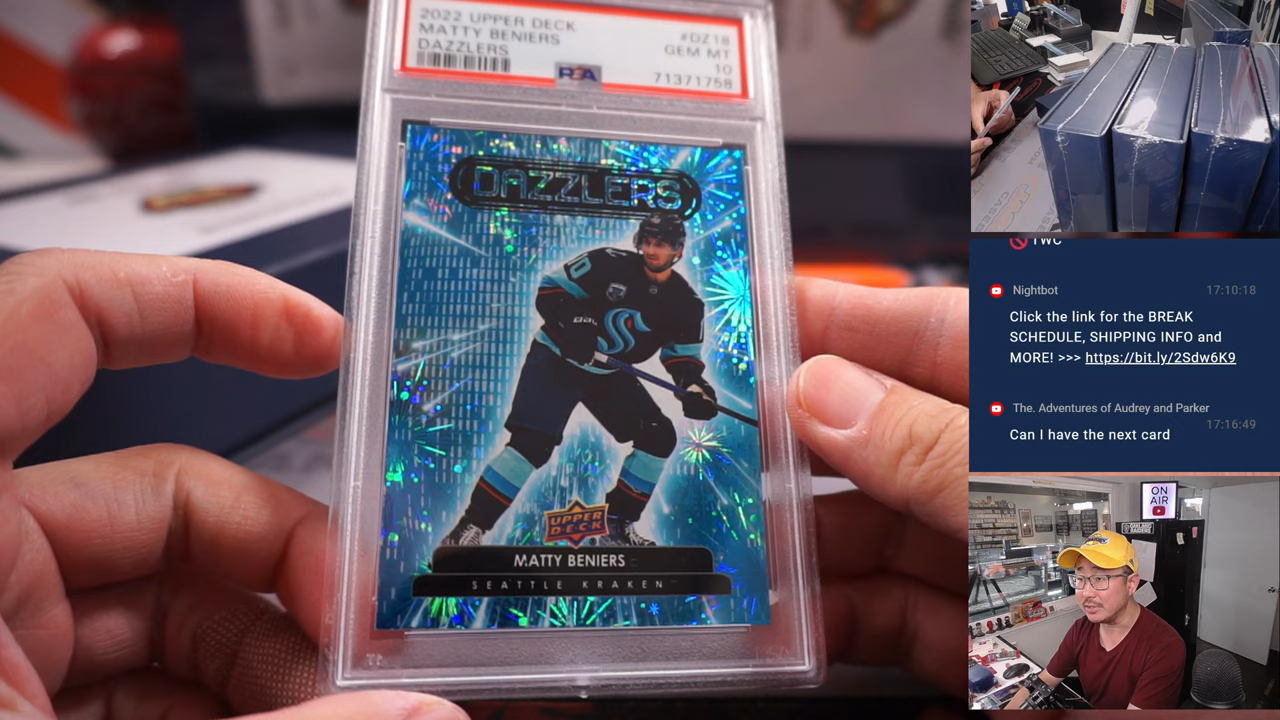 2022 UPPER DECK
MATTY BENIERS
DAZZLERS
#DZ18
GEM MT
10
71371758
PSA
DAZZLERS
10
UPPER
DECK
MATTY BENIERS
SEATTLE KRAKEN
TWC
Nightbot 17:10:18
Click the link for the BREAK
SCHEDULE, SHIPPING INFO and
MORE! >>> https://bit.ly/2Sdw6K9
The. Adventures of Audrey and Parker
17:16:49
Can I have the next card
ON
AIR